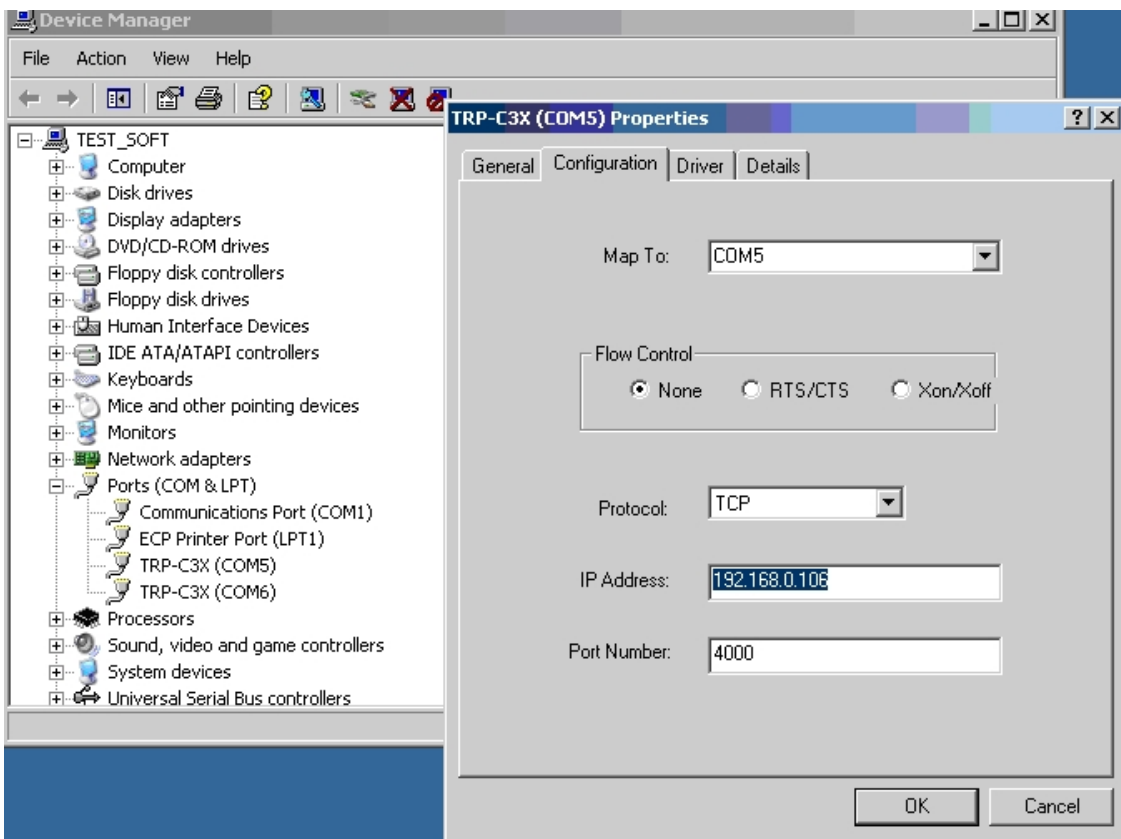 Device Manager
File Action View Help
TEST_SOFT
Computer
Disk drives
Display adapters
DVD/CD-ROM drives
Floppy disk controllers
Floppy disk drives
Human Interface Devices
IDE ATA/ATAPI controllers
Keyboards
Mice and other pointing devices
Monitors
Network adapters
Ports (COM & LPT)
Communications Port (COM1)
ECP Printer Port (LPT1)
TRP-C3X (COM5)
TRP-C3X (COM6)
Processors
Sound, video and game controllers
System devices
Universal Serial Bus controllers
TRP-C3X (COM5) Properties
General Configuration Driver Details
Map To: COM5
Flow Control
None RTS/CTS Xon/Xoff
Protocol: TCP
IP Address: 192.168.0.106
Port Number: 4000
OK Cancel